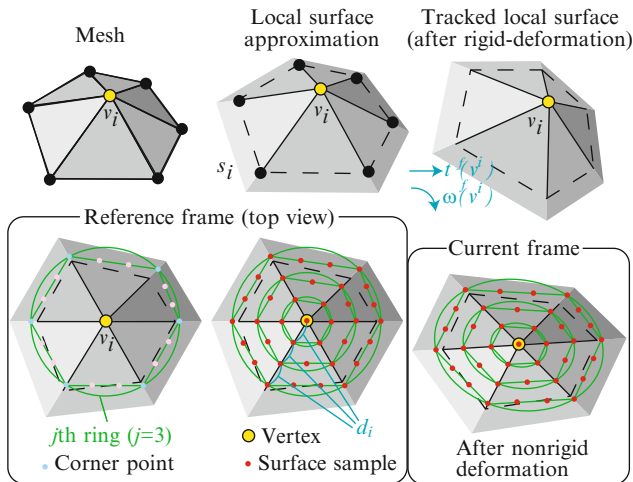 Mesh
Local surface
approximation
Tracked local surface
(after rigid-deformation)
v_i
v_i
v_i
s_i
t^f(v^i)
ω^f(v^i)
Reference frame (top view)
Current frame
v_i
d_i
jth ring (j=3)
Corner point
Vertex
Surface sample
After nonrigid
deformation